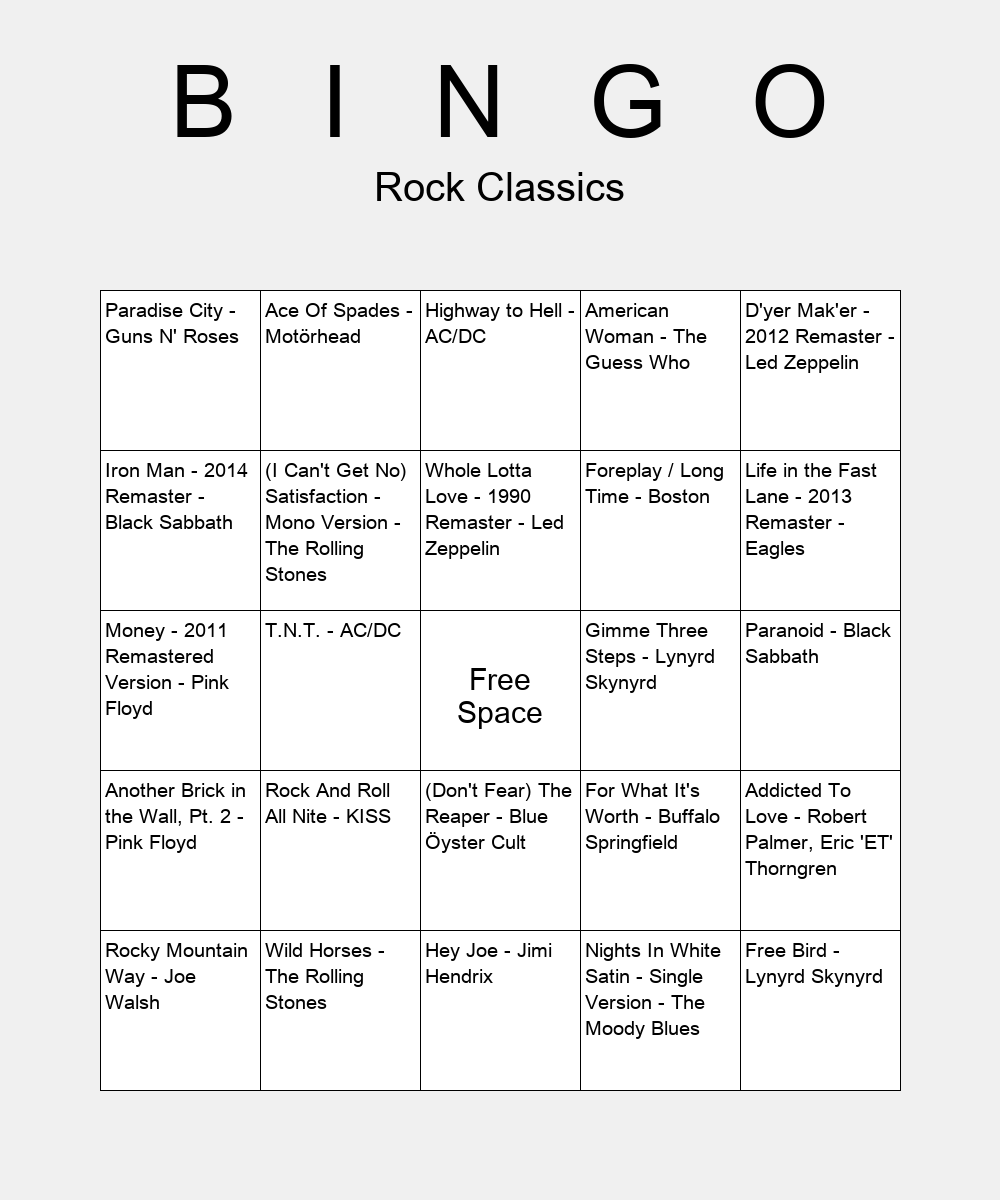 B I N G O
Rock Classics
Paradise City -
Guns N' Roses
Ace Of Spades -
Motörhead
Highway to Hell -
AC/DC
American
Woman - The
Guess Who
D'yer Mak'er -
2012 Remaster -
Led Zeppelin
Iron Man - 2014
Remaster -
Black Sabbath
(I Can't Get No)
Satisfaction -
Mono Version -
The Rolling
Stones
Whole Lotta
Love - 1990
Remaster - Led
Zeppelin
Foreplay / Long
Time - Boston
Life in the Fast
Lane - 2013
Remaster -
Eagles
Money - 2011
Remastered
Version - Pink
Floyd
T.N.T. - AC/DC
Free
Space
Gimme Three
Steps - Lynyrd
Skynyrd
Paranoid - Black
Sabbath
Another Brick in
the Wall, Pt. 2 -
Pink Floyd
Rock And Roll
All Nite - KISS
(Don't Fear) The
Reaper - Blue
Öyster Cult
For What It's
Worth - Buffalo
Springfield
Addicted To
Love - Robert
Palmer, Eric 'ET'
Thorngren
Rocky Mountain
Way - Joe
Walsh
Wild Horses -
The Rolling
Stones
Hey Joe - Jimi
Hendrix
Nights In White
Satin - Single
Version - The
Moody Blues
Free Bird -
Lynyrd Skynyrd